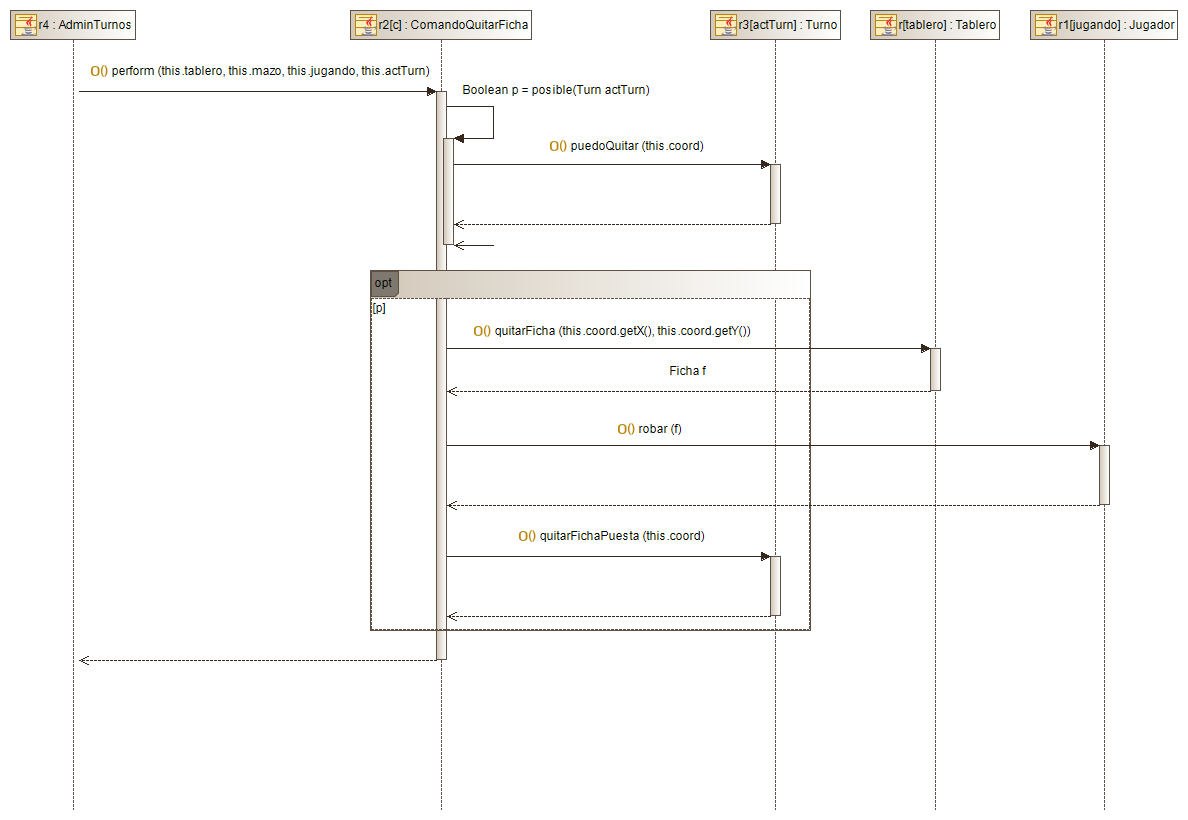 r4 : AdminTurnos
r2[c] : ComandoQuitarFicha
r3[actTurn] : Turno
r[tablero] : Tablero
r1[jugando] : Jugador
O() perform (this.tablero, this.mazo, this.jugando, this.actTurn)
Boolean p = posible(Turn actTurn)
O() puedoQuitar (this.coord)
opt
[p]
O() quitarFicha (this.coord.getX(), this.coord.getY())
Ficha f
O() robar (f)
O() quitarFichaPuesta (this.coord)